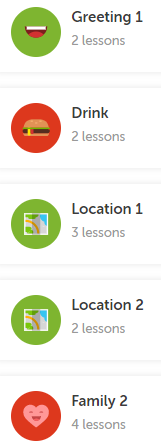 Greeting 1
2 lessons
Drink
2 lessons
Location 1
3 lessons
Location 2
2 lessons
Family 2
4 lessons